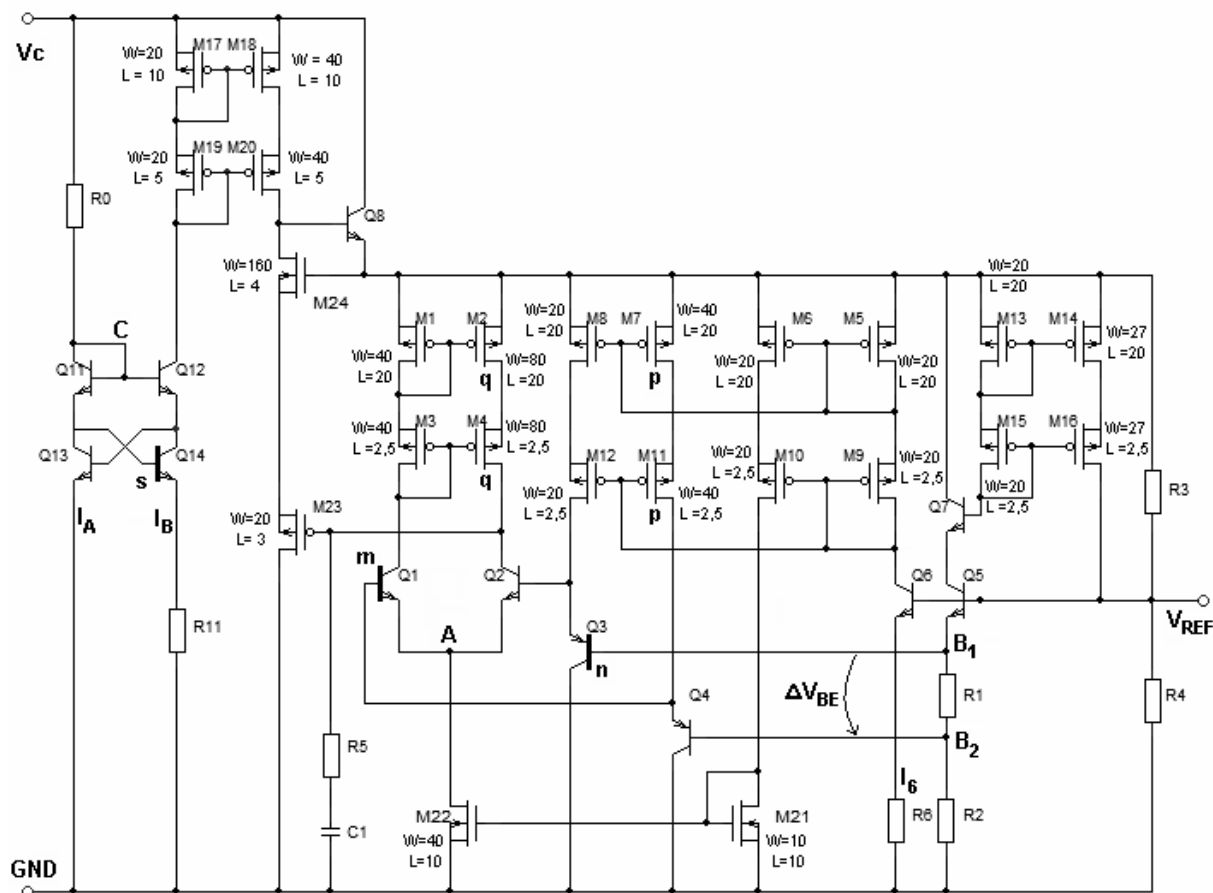 Vc
M17 M18
W=20
L = 10
W = 40
L = 10
M19 M20
W=20
L= 5
W=40
L= 5
R0
Q8
W=160
L= 4
M24
C
Q11
Q12
Q13
Q14
s
I_A
I_B
R11
M23
W=20
L= 3
R5
C1
M1
M2
W=40
L =20
W=80
L =20
q
M3
M4
W=40
L =2,5
W=80
L =2,5
q
m
Q1
Q2
A
W=20
L =20
M8
M7
W=40
L =20
p
M12
M11
W=20
L =2,5
W=40
L =2,5
p
Q3
n
Q4
M6
M5
W=20
L =20
W=20
L =20
M10
M9
W=20
L =2,5
W=20
L =2,5
W=20
L =20
M13
M14
W=27
L =20
M15
M16
W=27
L =2,5
W=20
L =2,5
Q7
Q6
Q5
R3
V_REF
B_1
ΔV_BE
R1
R4
B_2
I_6
R6
R2
M22
W=40
L=10
M21
W=10
L=10
GND